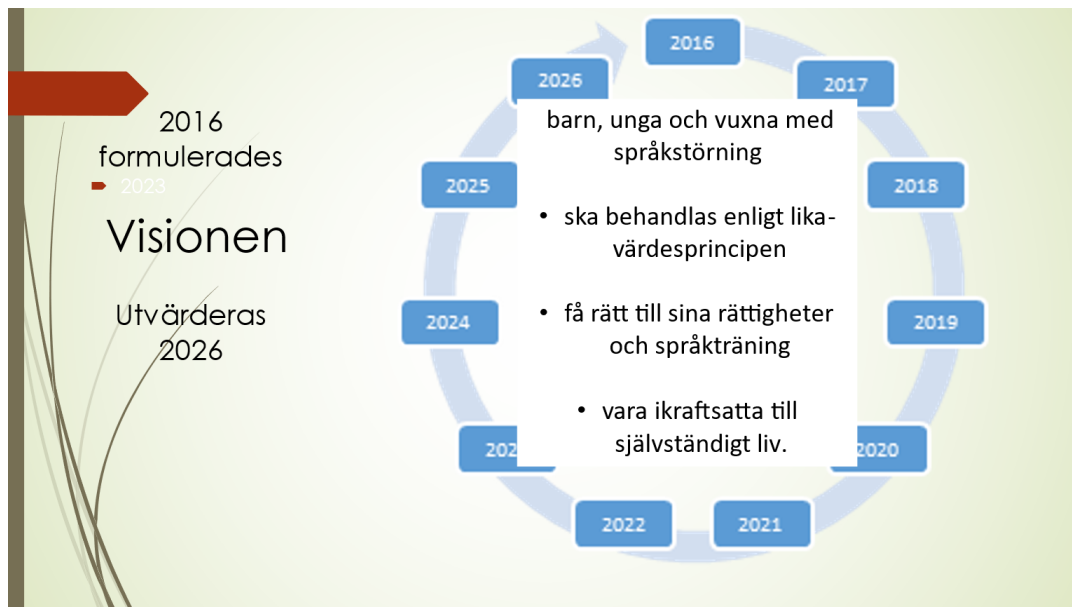 2016
formulerades
2023
Visionen
Utvärderas
2026
2016
2017
2018
2019
2020
2021
2022
2024
2025
2026
barn, unga och vuxna med
språkstörning
• ska behandlas enligt lika-
värdesprincipen
• få rätt till sina rättigheter
och språkträning
• vara ikraftsatta till
självständigt liv.